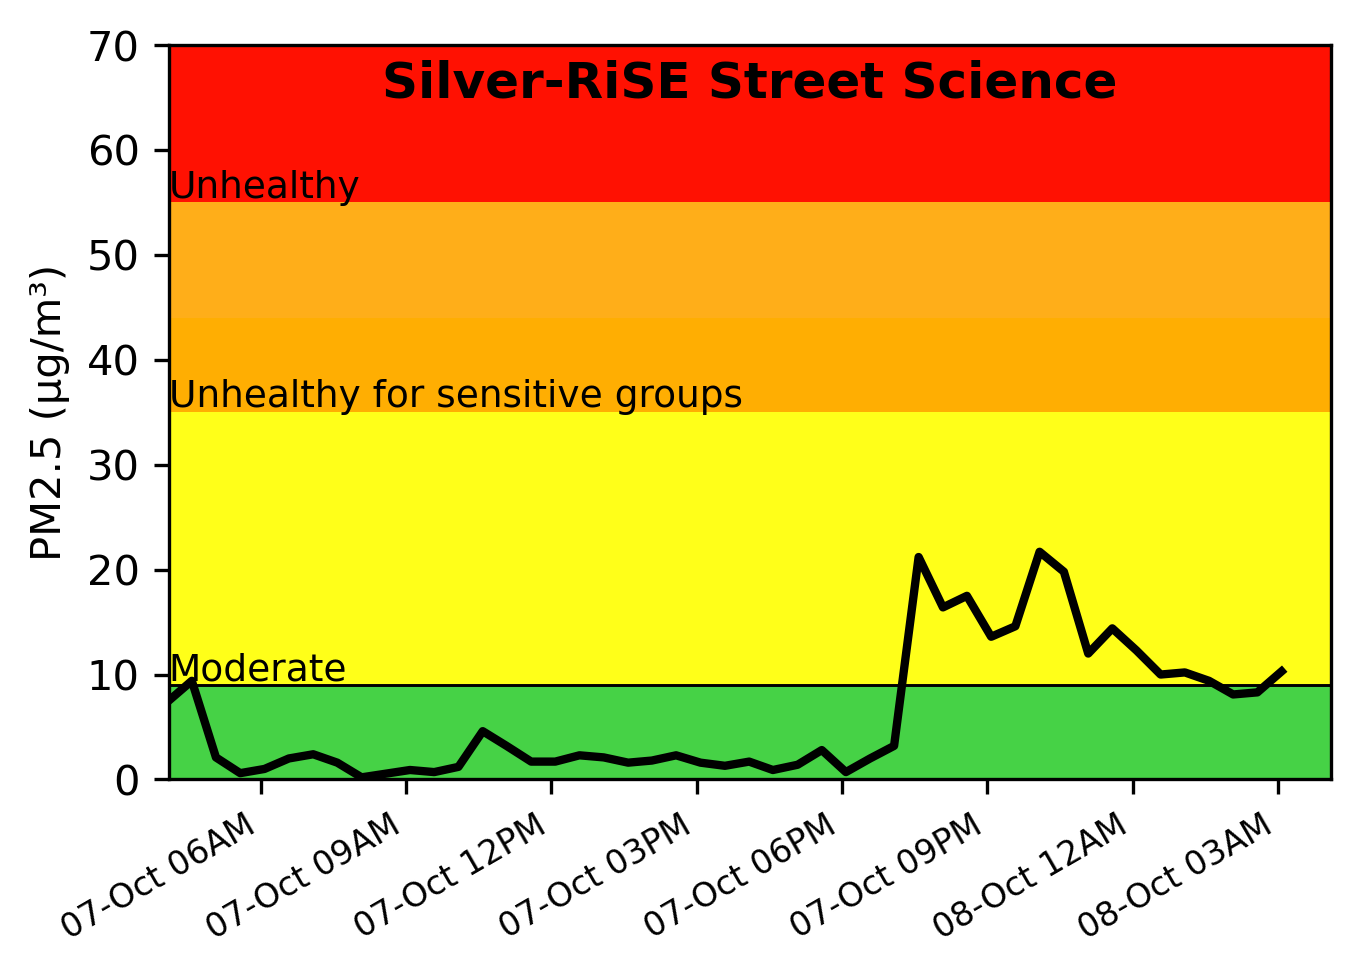 Silver-RiSE Street Science
PM2.5 (μg/m³)
70
60
50
40
30
20
10
0
Unhealthy
Unhealthy for sensitive groups
Moderate
07-Oct 06AM
07-Oct 09AM
07-Oct 12PM
07-Oct 03PM
07-Oct 06PM
07-Oct 09PM
08-Oct 12AM
08-Oct 03AM